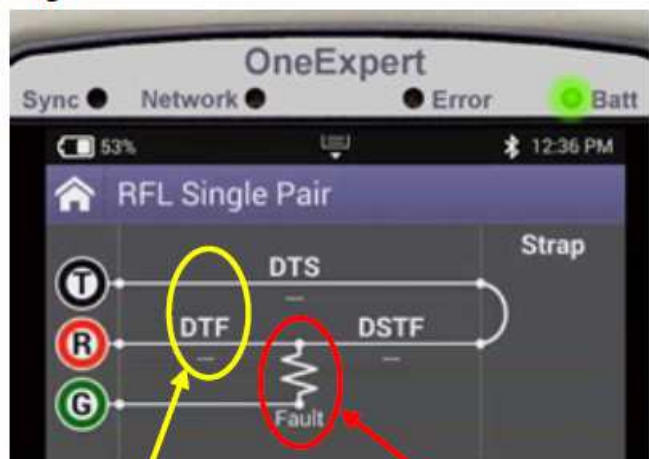 OneExpert
Sync Network Error Batt
53% 12:36 PM
RFL Single Pair
Strap
T DTS
---
R DTF DSTF
--- ---
G Fault